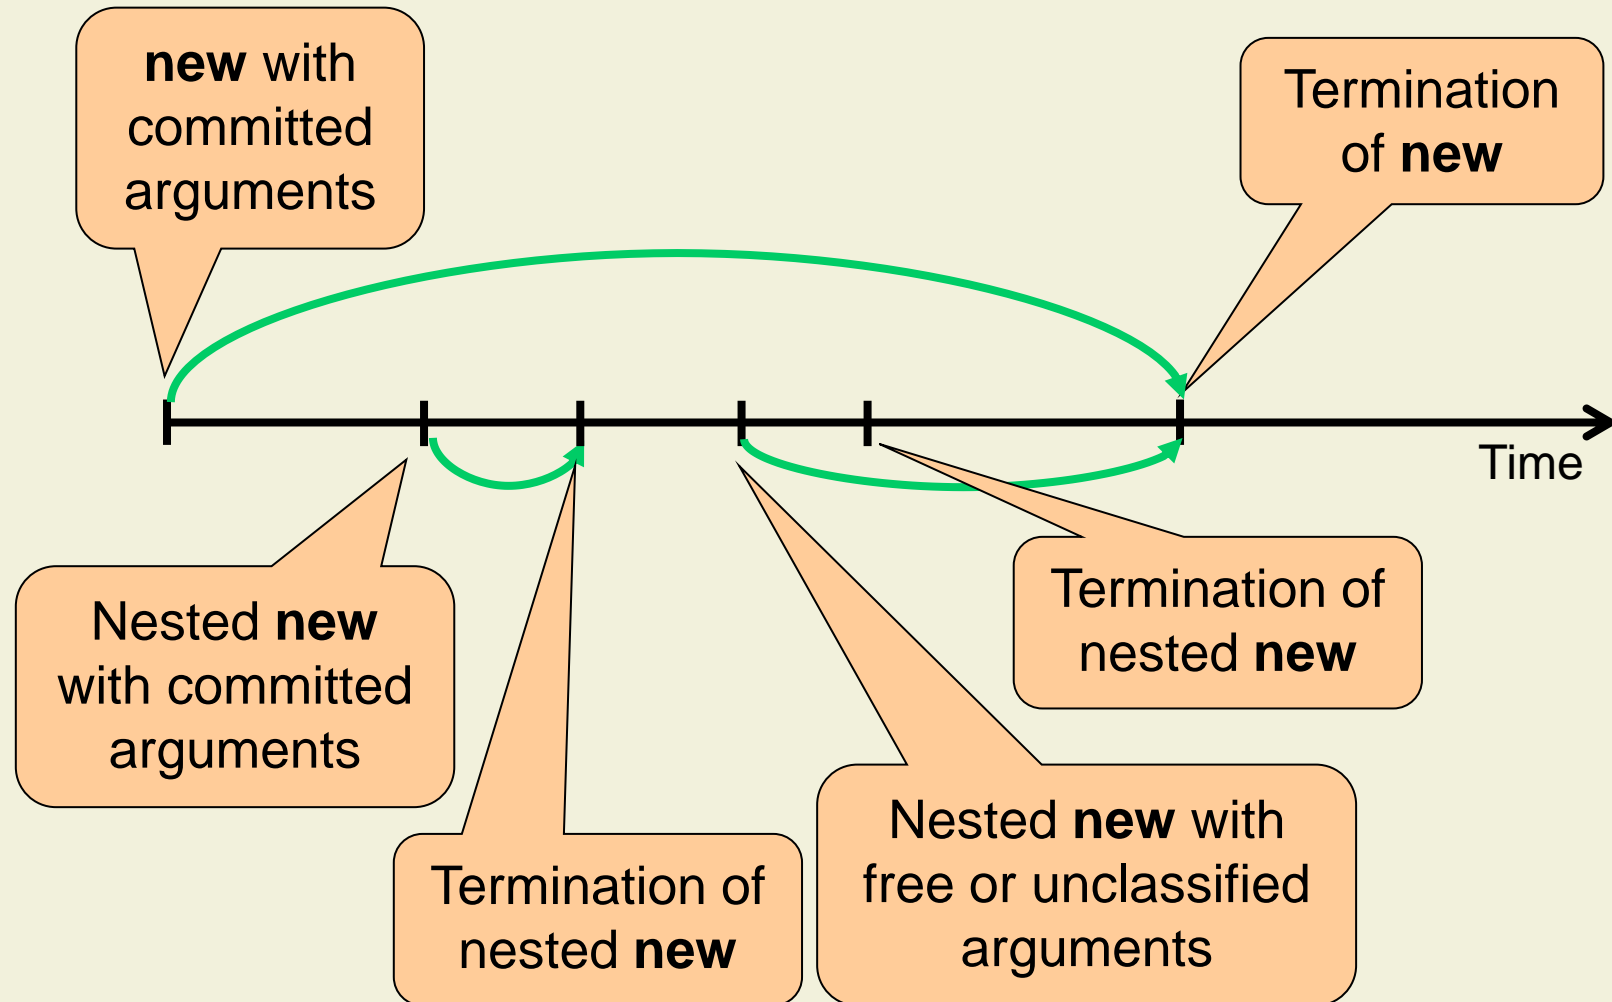 new with
committed
arguments
Termination
of new
Time
Nested new
with committed
arguments
Termination of
nested new
Termination of
nested new
Nested new with
free or unclassified
arguments